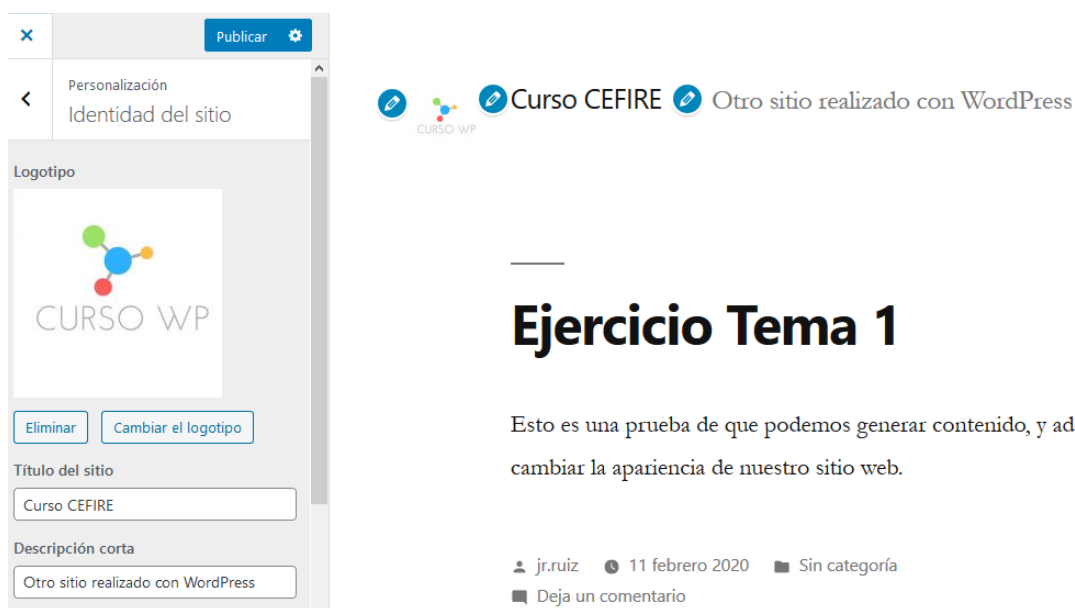 Publicar
Personalización
Identidad del sitio
Logotipo
CURSO WP
Eliminar
Cambiar el logotipo
Título del sitio
Curso CEFIRE
Descripción corta
Otro sitio realizado con WordPress
CURSO WP
Curso CEFIRE
Otro sitio realizado con WordPress
Ejercicio Tema 1
Esto es una prueba de que podemos generar contenido, y ad
cambiar la apariencia de nuestro sitio web.
jr.ruiz 11 febrero 2020 Sin categoría
Deja un comentario